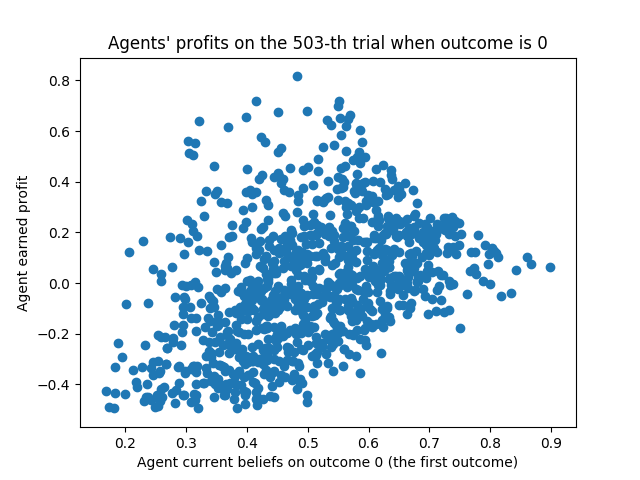 Agents' profits on the 503-th trial when outcome is 0
Agent earned profit
0.8
0.6
0.4
0.2
0.0
−0.2
−0.4
0.2 0.3 0.4 0.5 0.6 0.7 0.8 0.9
Agent current beliefs on outcome 0 (the first outcome)